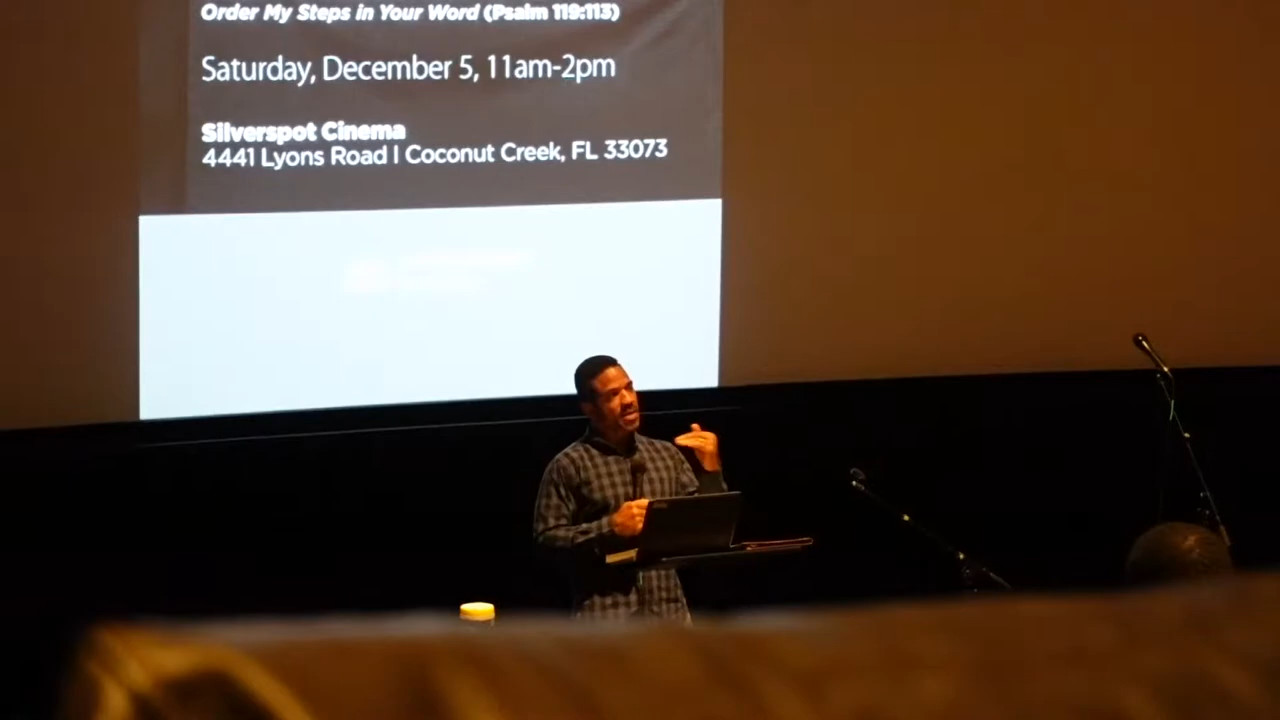 Order My Steps in Your Word (Psalm 119:113)
Saturday, December 5, 11am-2pm
Silverspot Cinema
4441 Lyons Road | Coconut Creek, FL 33073